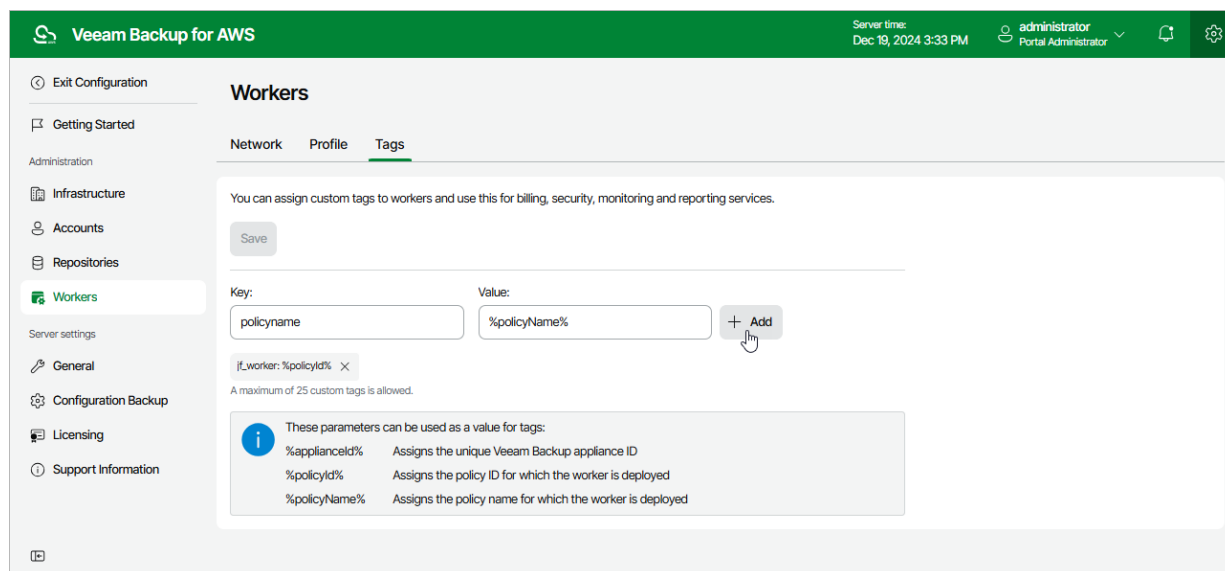 Veeam Backup for AWS
Server time:
Dec 19, 2024 3:33 PM
administrator
Portal Administrator
Exit Configuration
Getting Started
Administration
Infrastructure
Accounts
Repositories
Workers
Server settings
General
Configuration Backup
Licensing
Support Information
Workers
Network Profile Tags
You can assign custom tags to workers and use this for billing, security, monitoring and reporting services.
Save
Key: Value:
policyname %policyName% + Add
jf_worker: %policyId% ×
A maximum of 25 custom tags is allowed.
These parameters can be used as a value for tags:
%applianceId% Assigns the unique Veeam Backup appliance ID
%policyId% Assigns the policy ID for which the worker is deployed
%policyName% Assigns the policy name for which the worker is deployed